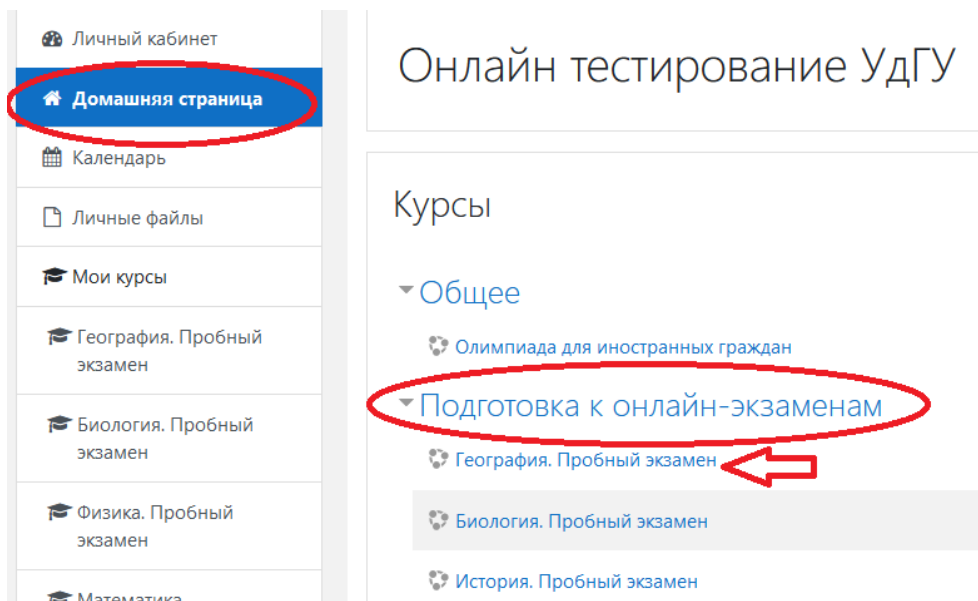 Личный кабинет
Домашняя страница
Календарь
Личные файлы
Мои курсы
География. Пробный
экзамен
Биология. Пробный
экзамен
Физика. Пробный
экзамен
Математика
Онлайн тестирование УдГУ
Курсы
Общее
Олимпиада для иностранных граждан
Подготовка к онлайн-экзаменам
География. Пробный экзамен
Биология. Пробный экзамен
История. Пробный экзамен